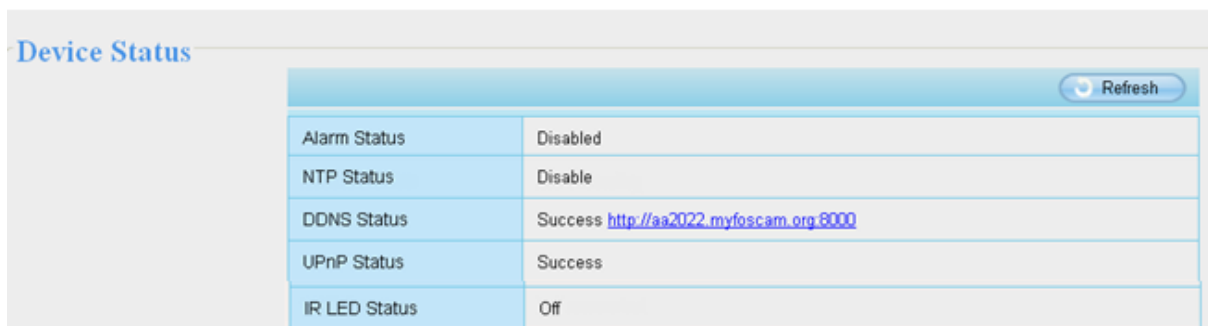 Device Status
Refresh
Alarm Status Disabled
NTP Status Disable
DDNS Status Success http://aa2022.myfoscam.org:8000
UPnP Status Success
IR LED Status Off